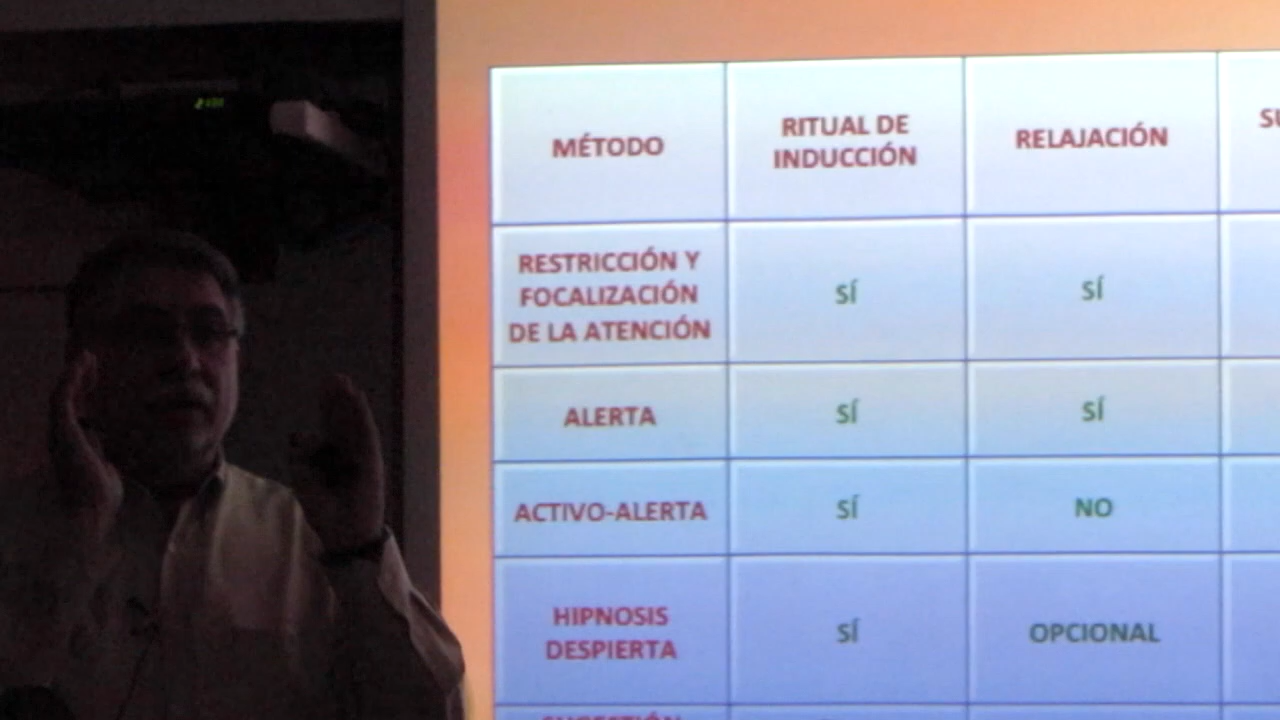 MÉTODO
RITUAL DE
INDUCCIÓN
RELAJACIÓN
RESTRICCIÓN Y
FOCALIZACIÓN
DE LA ATENCIÓN
SÍ
SÍ
ALERTA
SÍ
SÍ
ACTIVO-ALERTA
SÍ
NO
HIPNOSIS
DESPIERTA
SÍ
OPCIONAL